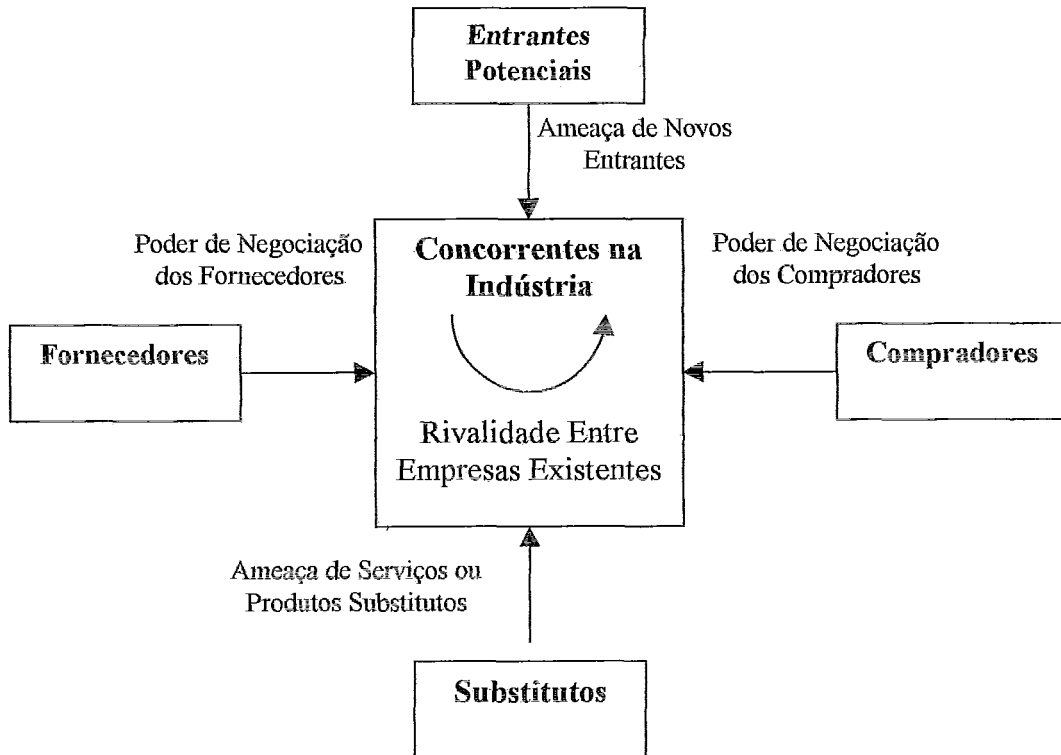 Entrantes
Potenciais
Ameaça de Novos
Entrantes
Poder de Negociação
dos Fornecedores
Concorrentes na
Indústria
Poder de Negociação
dos Compradores
Fornecedores
Compradores
Rivalidade Entre
Empresas Existentes
Ameaça de Serviços ou
Produtos Substitutos
Substitutos